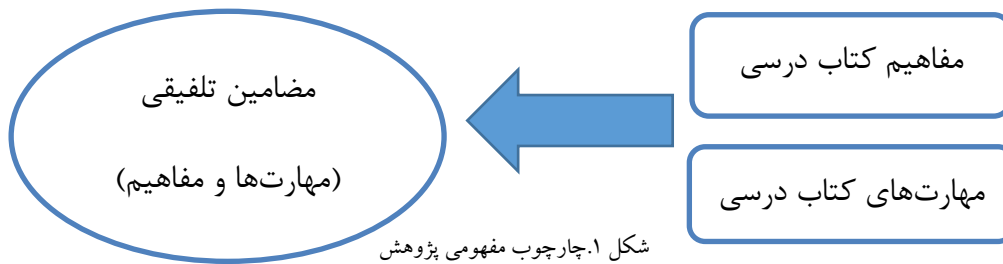 مفاهیم کتاب درسی
مهارت‌های کتاب درسی
مضامین تلفیقی
(مهارت‌ها و مفاهیم)
شکل ۱.چارچوب مفهومی پژوهش